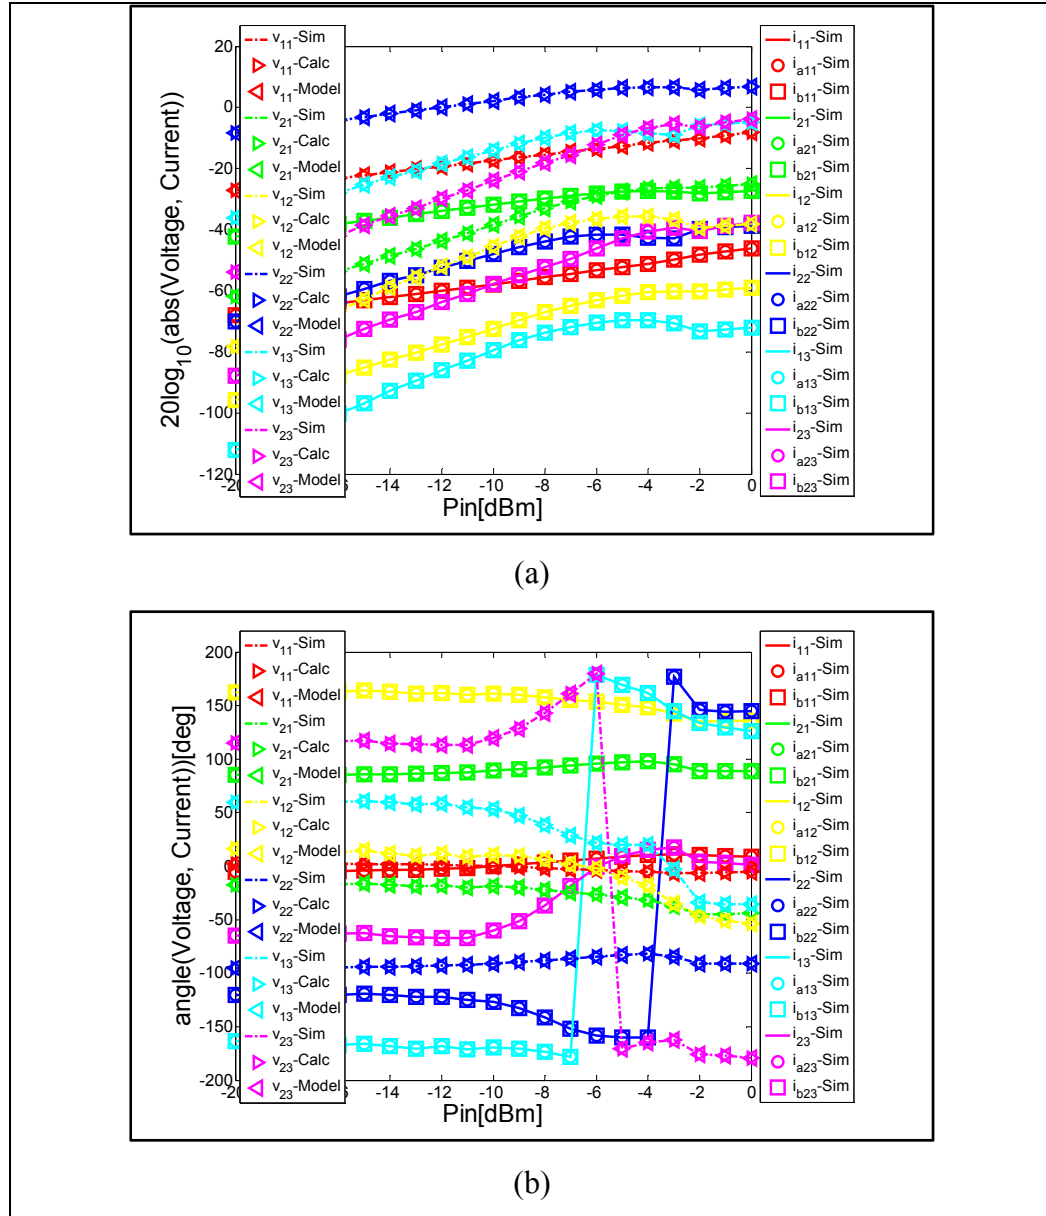 20
0
-20
-40
-60
-80
-100
-120
20log10(abs(Voltage, Current))
-14
-12
-10
-8
-6
-4
-2
0
Pin[dBm]
v11-Sim
v11-Calc
v11-Model
v21-Sim
v21-Calc
v21-Model
v12-Sim
v12-Calc
v12-Model
v22-Sim
v22-Calc
v22-Model
v13-Sim
v13-Calc
v13-Model
v23-Sim
v23-Calc
v23-Model
i11-Sim
ia11-Sim
ib11-Sim
i21-Sim
ia21-Sim
ib21-Sim
i12-Sim
ia12-Sim
ib12-Sim
i22-Sim
ia22-Sim
ib22-Sim
i13-Sim
ia13-Sim
ib13-Sim
i23-Sim
ia23-Sim
ib23-Sim
(a)
200
150
100
50
0
-50
-100
-150
-200
angle(Voltage, Current))[deg]
-14
-12
-10
-8
-6
-4
-2
0
Pin[dBm]
v11-Sim
v11-Calc
v11-Model
v21-Sim
v21-Calc
v21-Model
v12-Sim
v12-Calc
v12-Model
v22-Sim
v22-Calc
v22-Model
v13-Sim
v13-Calc
v13-Model
v23-Sim
v23-Calc
v23-Model
i11-Sim
ia11-Sim
ib11-Sim
i21-Sim
ia21-Sim
ib21-Sim
i12-Sim
ia12-Sim
ib12-Sim
i22-Sim
ia22-Sim
ib22-Sim
i13-Sim
ia13-Sim
ib13-Sim
i23-Sim
ia23-Sim
ib23-Sim
(b)